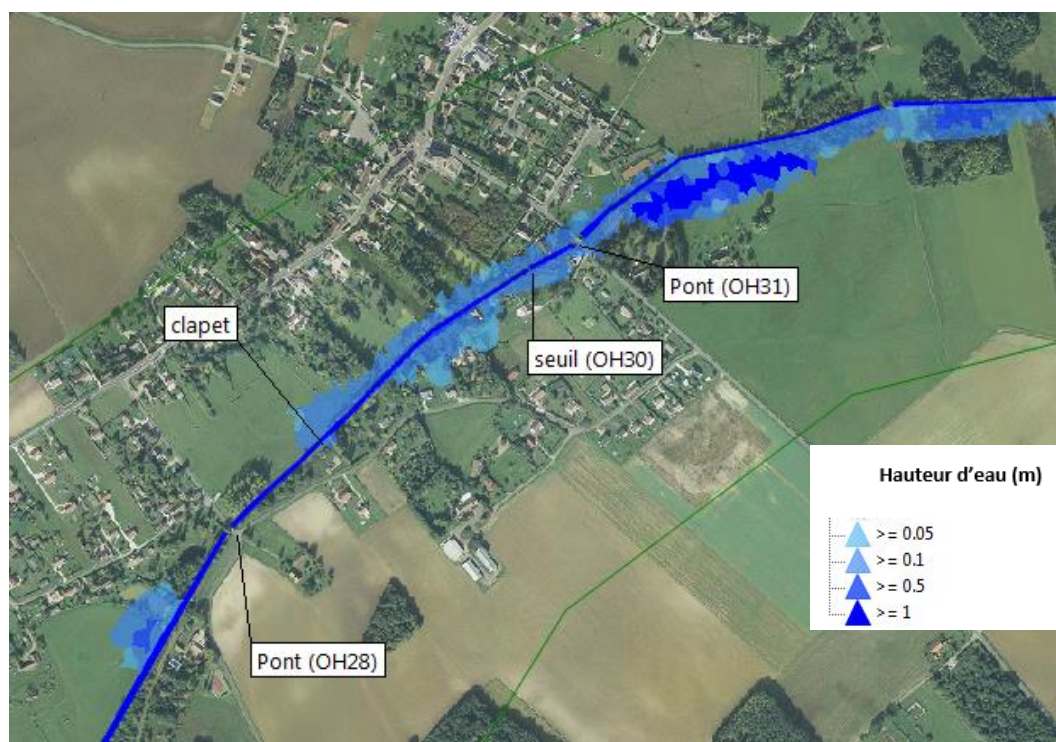 Pont (OH31)
clapet
seuil (OH30)
Hauteur d'eau (m)
>= 0.05
>= 0.1
>= 0.5
>= 1
Pont (OH28)